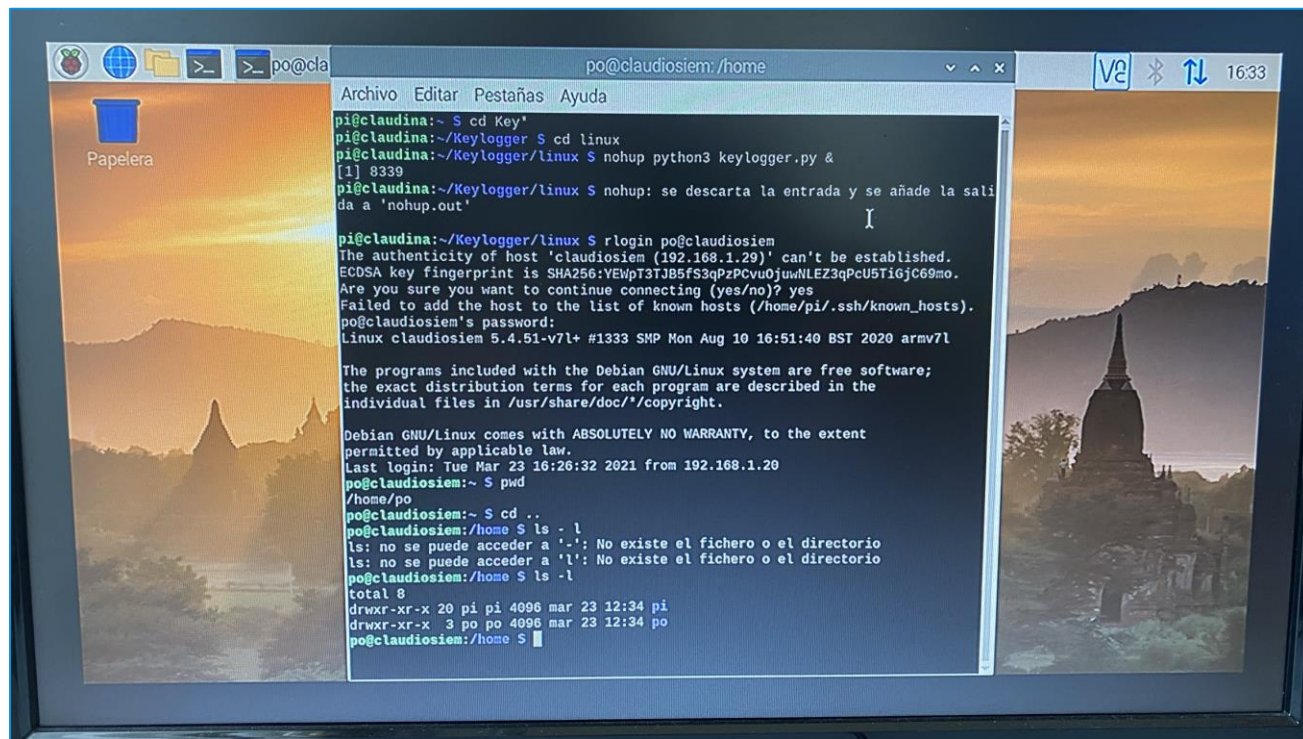 po@cla
po@claudiosiem: /home
16:33
Archivo Editar Pestañas Ayuda
Papelera
pi@claudina:~ $ cd Key*
pi@claudina:~/Keylogger $ cd linux
pi@claudina:~/Keylogger/linux $ nohup python3 keylogger.py &
[1] 8339
pi@claudina:~/Keylogger/linux $ nohup: se descarta la entrada y se añade la sali
da a 'nohup.out'
pi@claudina:~/Keylogger/linux $ rlogin po@claudiosiem
The authenticity of host 'claudiosiem (192.168.1.29)' can't be established.
ECDSA key fingerprint is SHA256:YEWpT3TJB5fS3qPzPCvuOjuwNLEZ3qPcU5TiGjC69mo.
Are you sure you want to continue connecting (yes/no)? yes
Failed to add the host to the list of known hosts (/home/pi/.ssh/known_hosts).
po@claudiosiem's password:
Linux claudiosiem 5.4.51-v7l+ #1333 SMP Mon Aug 10 16:51:40 BST 2020 armv7l
The programs included with the Debian GNU/Linux system are free software;
the exact distribution terms for each program are described in the
individual files in /usr/share/doc/*/copyright.
Debian GNU/Linux comes with ABSOLUTELY NO WARRANTY, to the extent
permitted by applicable law.
Last login: Tue Mar 23 16:26:32 2021 from 192.168.1.20
po@claudiosiem:~ $ pwd
/home/po
po@claudiosiem:~ $ cd ..
po@claudiosiem:/home $ ls - l
ls: no se puede acceder a '-': No existe el fichero o el directorio
ls: no se puede acceder a 'l': No existe el fichero o el directorio
po@claudiosiem:/home $ ls -l
total 8
drwxr-xr-x 20 pi pi 4096 mar 23 12:34 pi
drwxr-xr-x  3 po po 4096 mar 23 12:34 po
po@claudiosiem:/home $